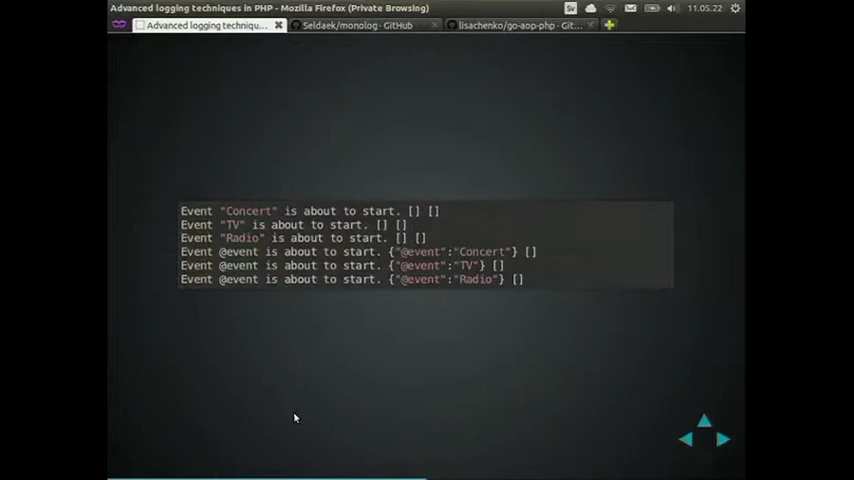 Advanced logging techniques in PHP - Mozilla Firefox (Private Browsing)
Sv
11.05.22
Advanced logging techniqu...
Seldaek/monolog · GitHub
lisachenko/go-aop-php · Git...
Event "Concert" is about to start. [] []
Event "TV" is about to start. [] []
Event "Radio" is about to start. [] []
Event @event is about to start. {"@event":"Concert"} []
Event @event is about to start. {"@event":"TV"} []
Event @event is about to start. {"@event":"Radio"} []